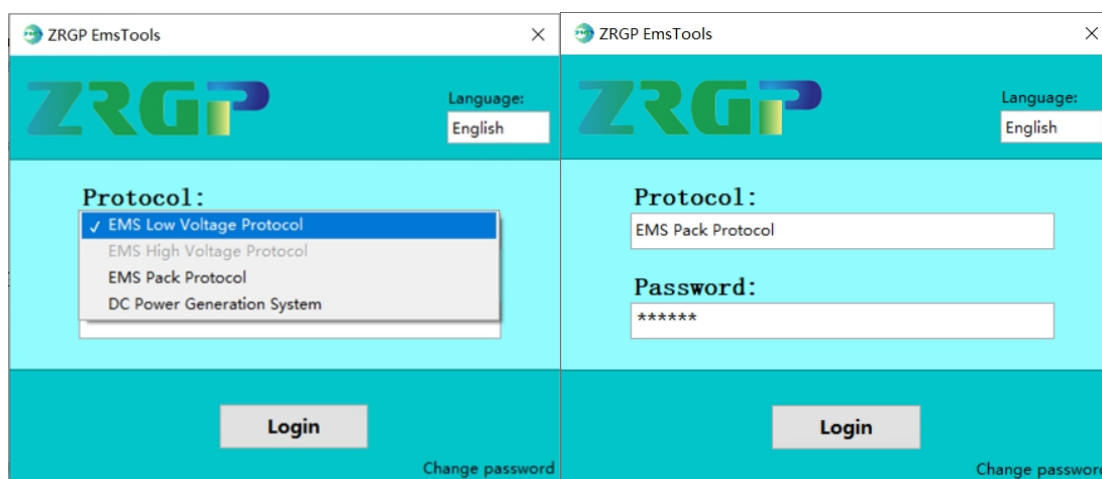 ZRGP EmsTools
ZRGP
Language:
English
Protocol:
✓ EMS Low Voltage Protocol
EMS High Voltage Protocol
EMS Pack Protocol
DC Power Generation System
Login
Change password
ZRGP EmsTools
ZRGP
Language:
English
Protocol:
EMS Pack Protocol
Password:
******
Login
Change password